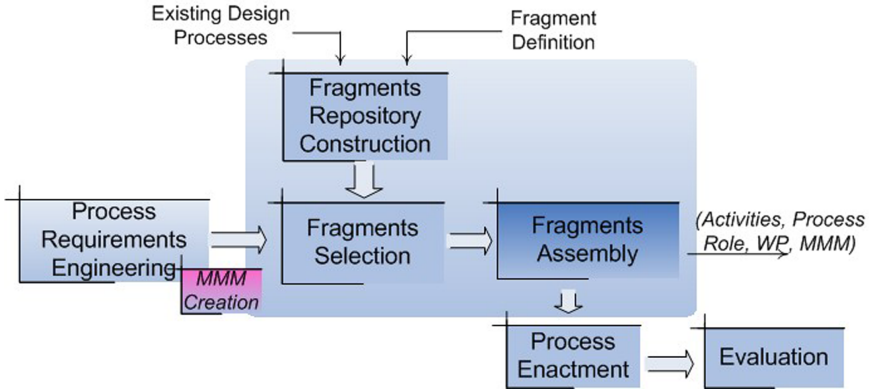 Existing Design
Processes
Fragment
Definition
Fragments
Repository
Construction
Process
Requirements
Engineering
MMM
Creation
Fragments
Selection
Fragments
Assembly
(Activities, Process
Role, WP, MMM)
Process
Enactment
Evaluation